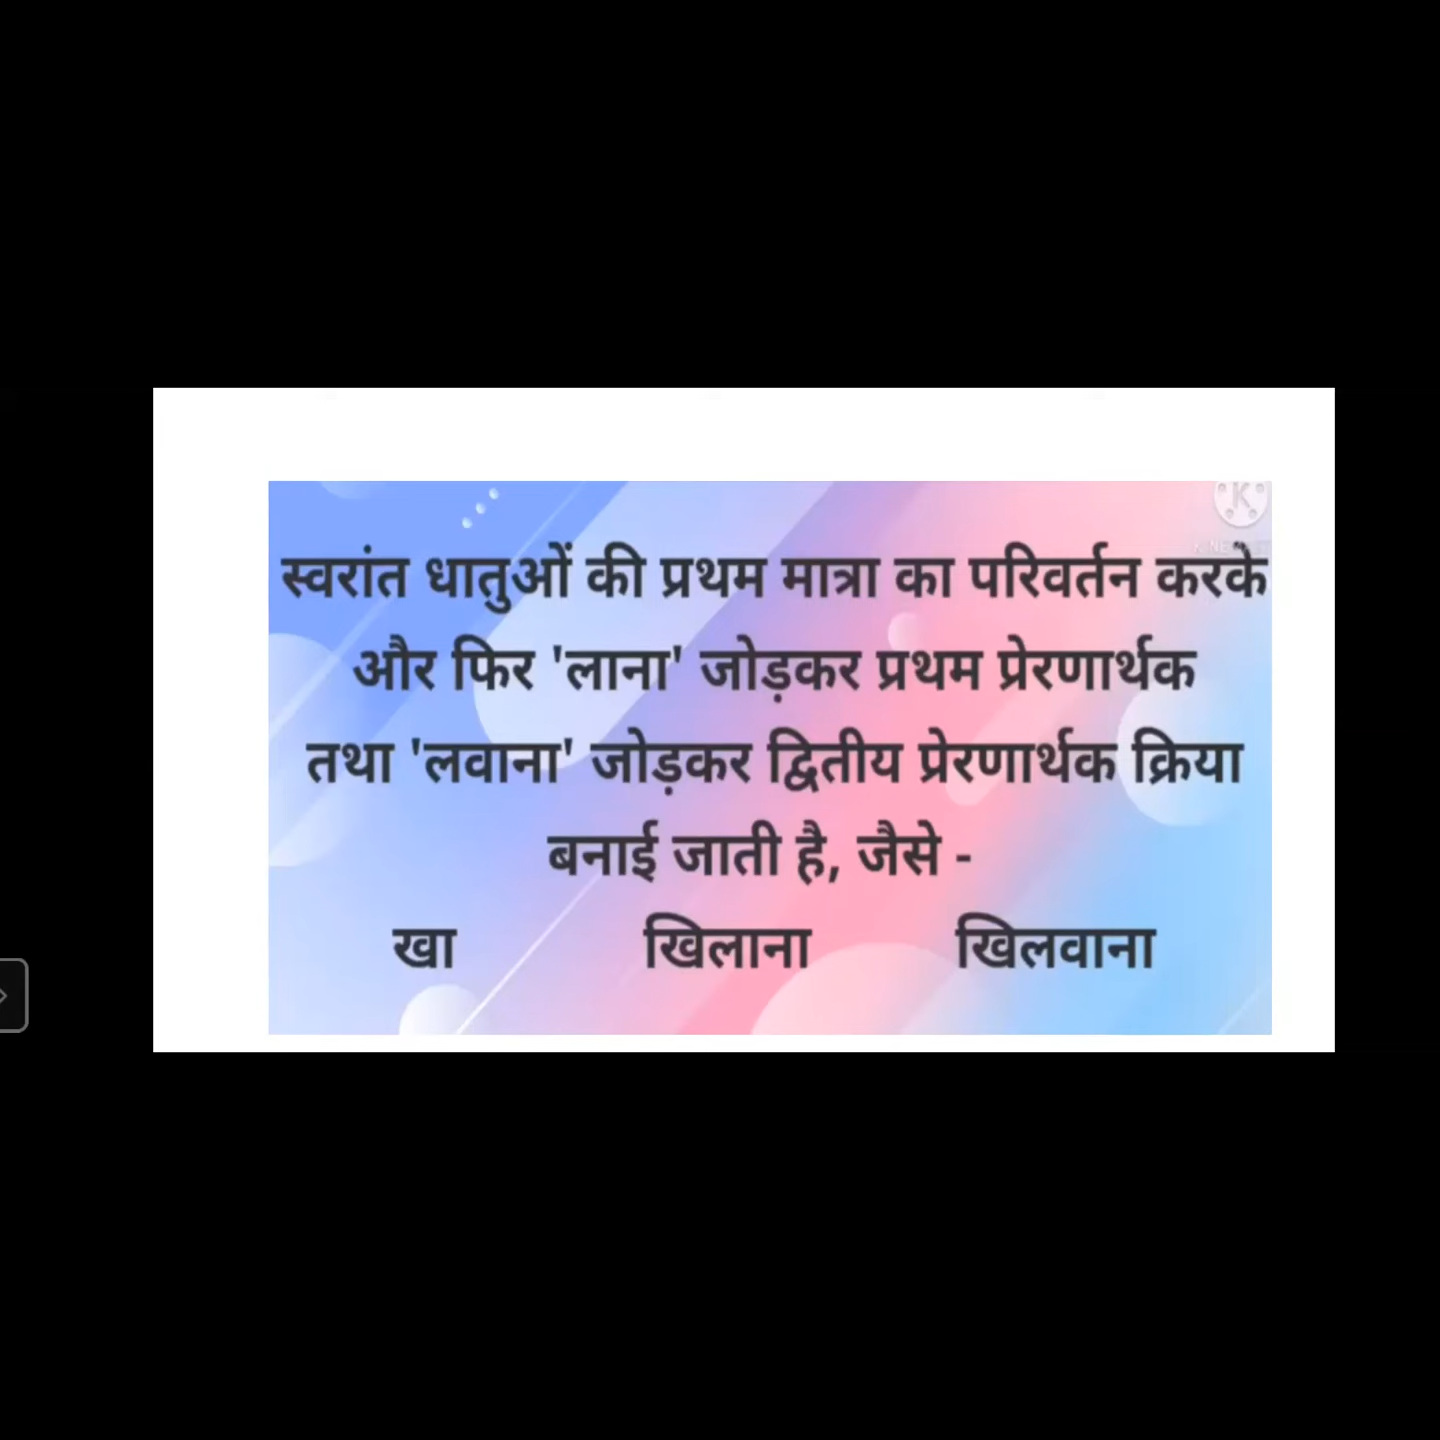 स्वरांत धातुओं की प्रथम मात्रा का परिवर्तन करके
और फिर 'लाना' जोड़कर प्रथम प्रेरणार्थक
तथा 'लवाना' जोड़कर द्वितीय प्रेरणार्थक क्रिया
बनाई जाती है, जैसे -
खा खिलाना खिलवाना